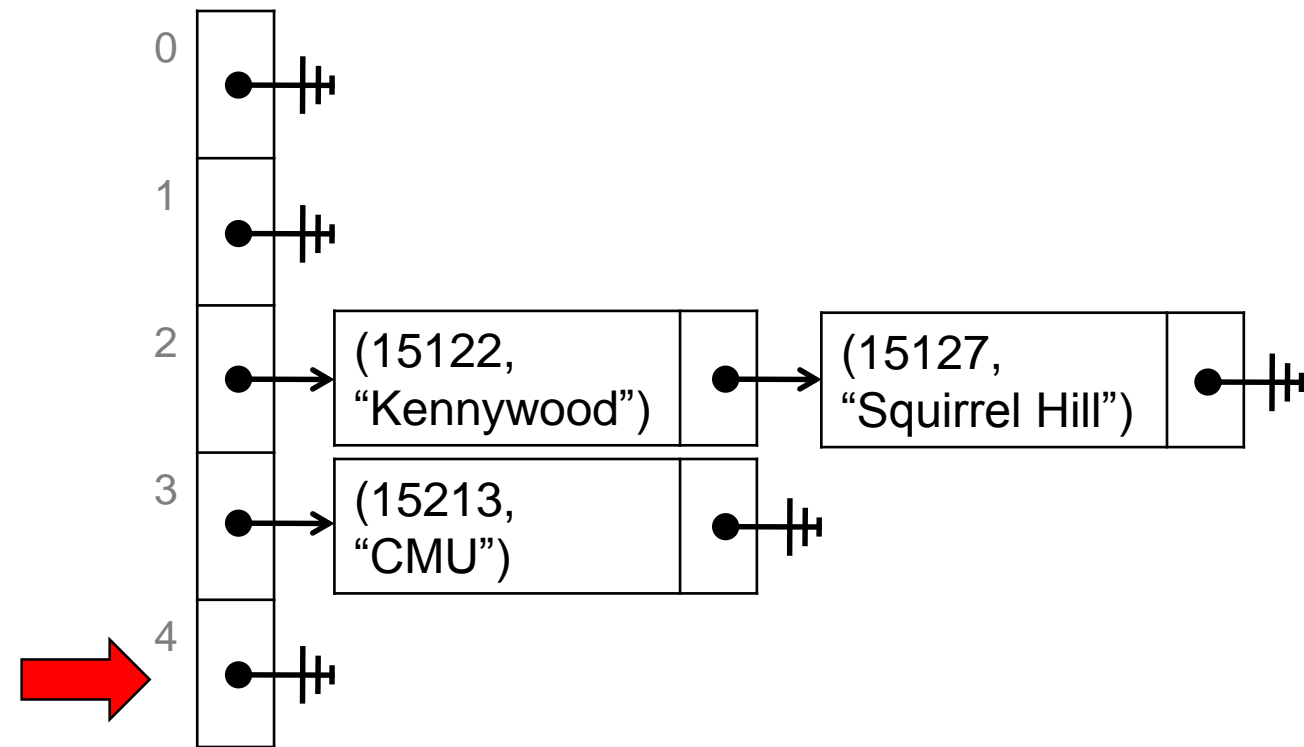 0
1
2
(15122,
“Kennywood”)
(15127,
“Squirrel Hill”)
3
(15213,
“CMU”)
4